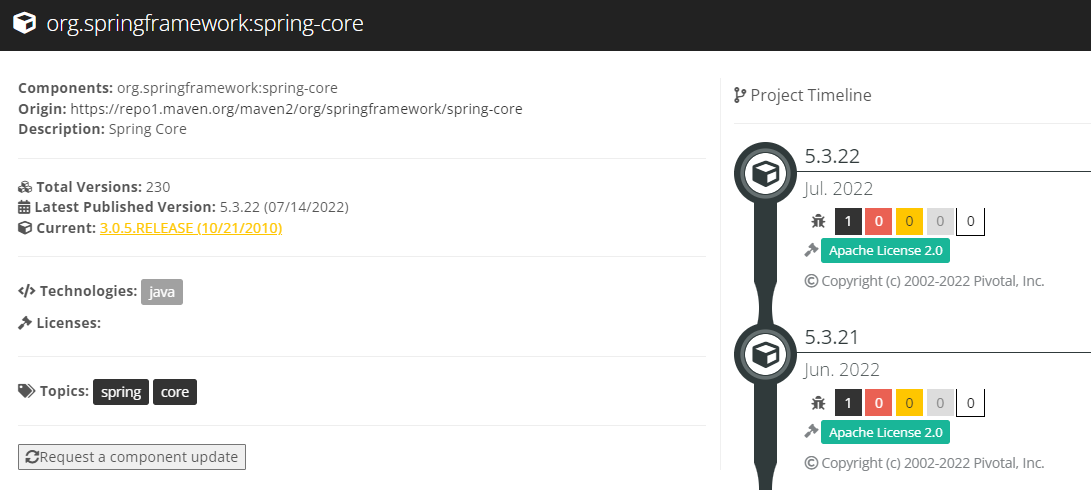 org.springframework:spring-core
Components: org.springframework:spring-core
Origin: https://repo1.maven.org/maven2/org/springframework/spring-core
Description: Spring Core
Total Versions: 230
Latest Published Version: 5.3.22 (07/14/2022)
Current: 3.0.5.RELEASE (10/21/2010)
Technologies: java
Licenses:
Topics: spring core
Request a component update
Project Timeline
5.3.22
Jul. 2022
1 0 0 0 0
Apache License 2.0
© Copyright (c) 2002-2022 Pivotal, Inc.
5.3.21
Jun. 2022
1 0 0 0 0
Apache License 2.0
© Copyright (c) 2002-2022 Pivotal, Inc.